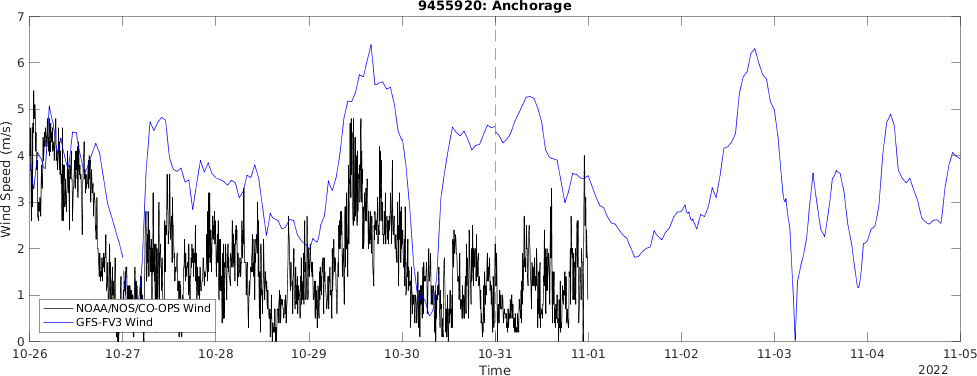 9455920: Anchorage
7
6
5
4
3
2
1
0
Wind Speed (m/s)
NOAA/NOS/CO-OPS Wind
GFS-FV3 Wind
10-26 10-27 10-28 10-29 10-30 10-31 11-01 11-02 11-03 11-04 11-05
Time
2022